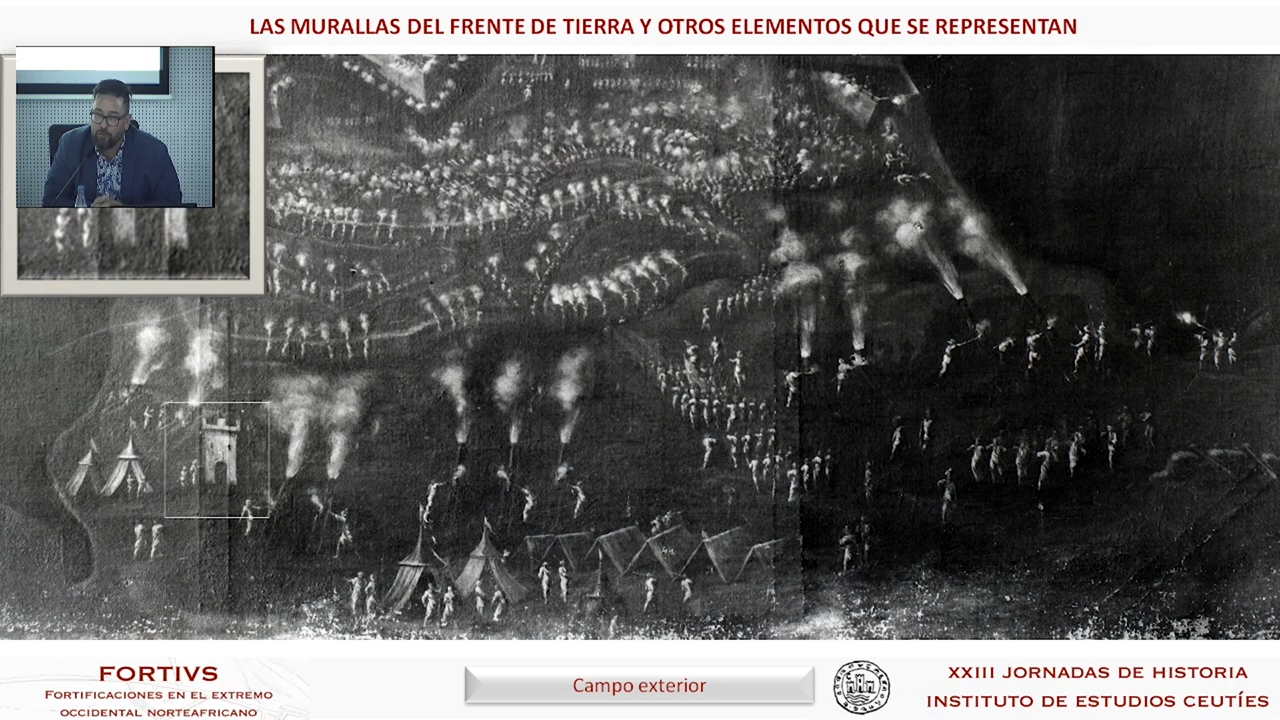 LAS MURALLAS DEL FRENTE DE TIERRA Y OTROS ELEMENTOS QUE SE REPRESENTAN
FORTIVS
Fortificaciones en el extremo
occidental norteafricano
Campo exterior
XXIII JORNADAS DE HISTORIA
INSTITUTO DE ESTUDIOS CEUTÍES